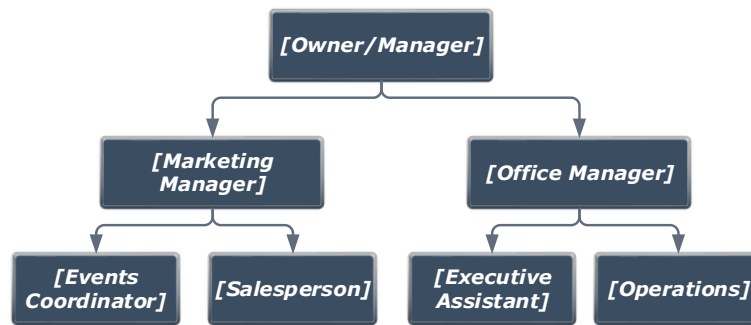 [Owner/Manager]
[Marketing
Manager]
[Office Manager]
[Events
Coordinator]
[Salesperson]
[Executive
Assistant]
[Operations]